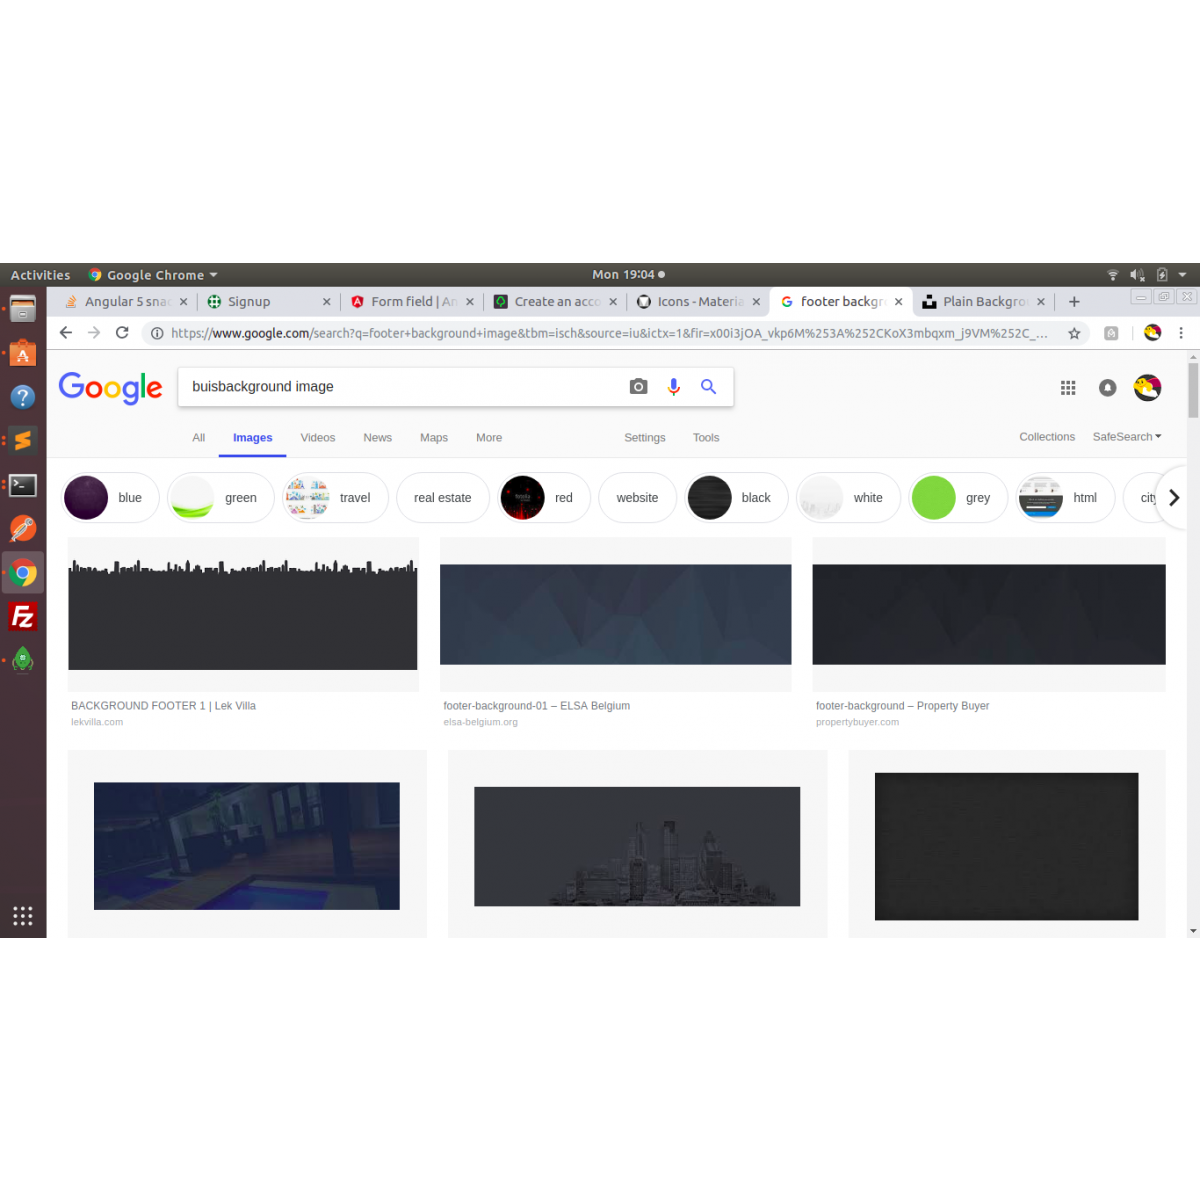 Activities Google Chrome Mon 19:04
Angular 5 snac Signup Form field | An Create an acco Icons - Materia footer backgr Plain Backgrou
https://www.google.com/search?q=footer+background+image&tbm=isch&source=iu&ictx=1&fir=x00i3jOA_vkp6M%253A%252CKoX3mbqxm_j9VM%252C_...
Google buisbackground image
All Images Videos News Maps More Settings Tools Collections SafeSearch
blue green travel real estate red website black white grey html city
BACKGROUND FOOTER 1 | Lek Villa footer-background-01 – ELSA Belgium footer-background – Property Buyer
lekvilla.com elsa-belgium.org propertybuyer.com